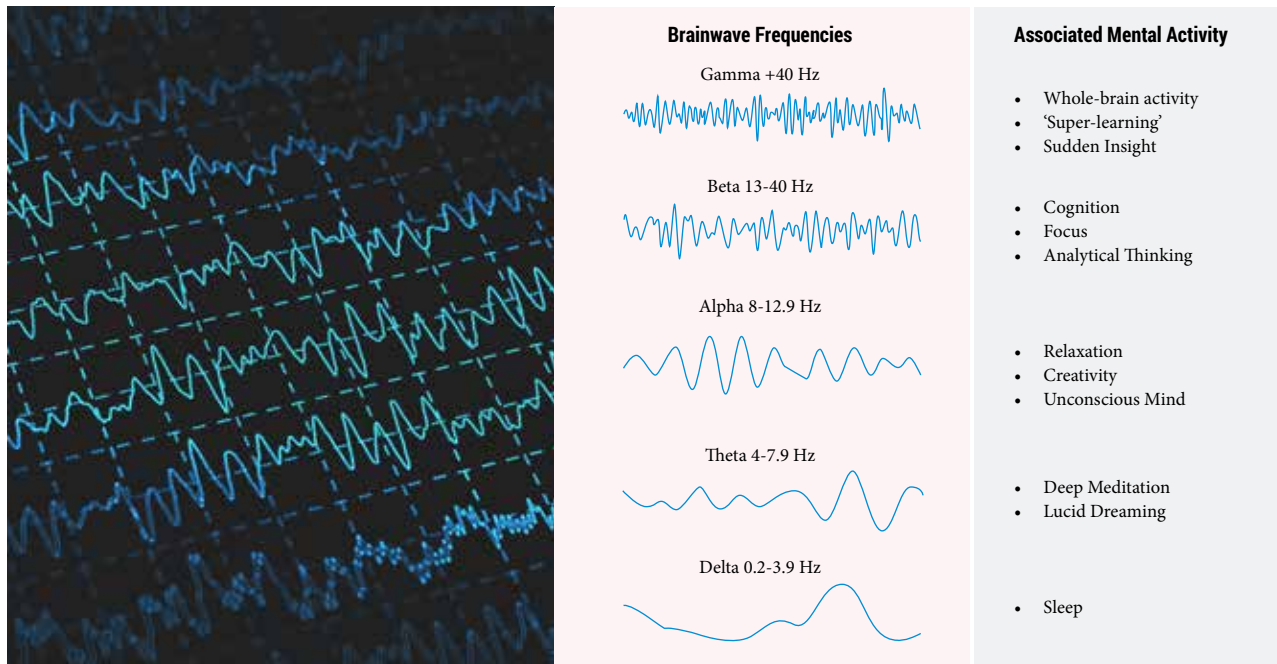 Brainwave Frequencies
Gamma +40 Hz
Beta 13-40 Hz
Alpha 8-12.9 Hz
Theta 4-7.9 Hz
Delta 0.2-3.9 Hz
Associated Mental Activity
• Whole-brain activity
• ‘Super-learning’
• Sudden Insight
• Cognition
• Focus
• Analytical Thinking
• Relaxation
• Creativity
• Unconscious Mind
• Deep Meditation
• Lucid Dreaming
• Sleep